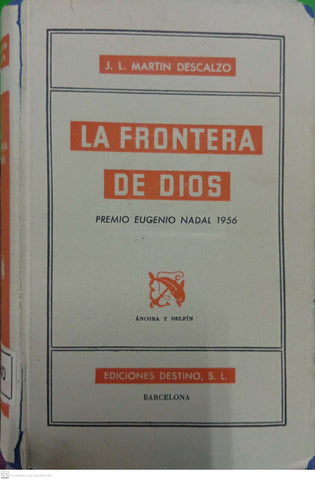 J. L. MARTIN DESCALZO
LA FRONTERA
DE DIOS
PREMIO EUGENIO NADAL 1956
ÁNCORA Y DELFÍN
EDICIONES DESTINO, S. L.
BARCELONA